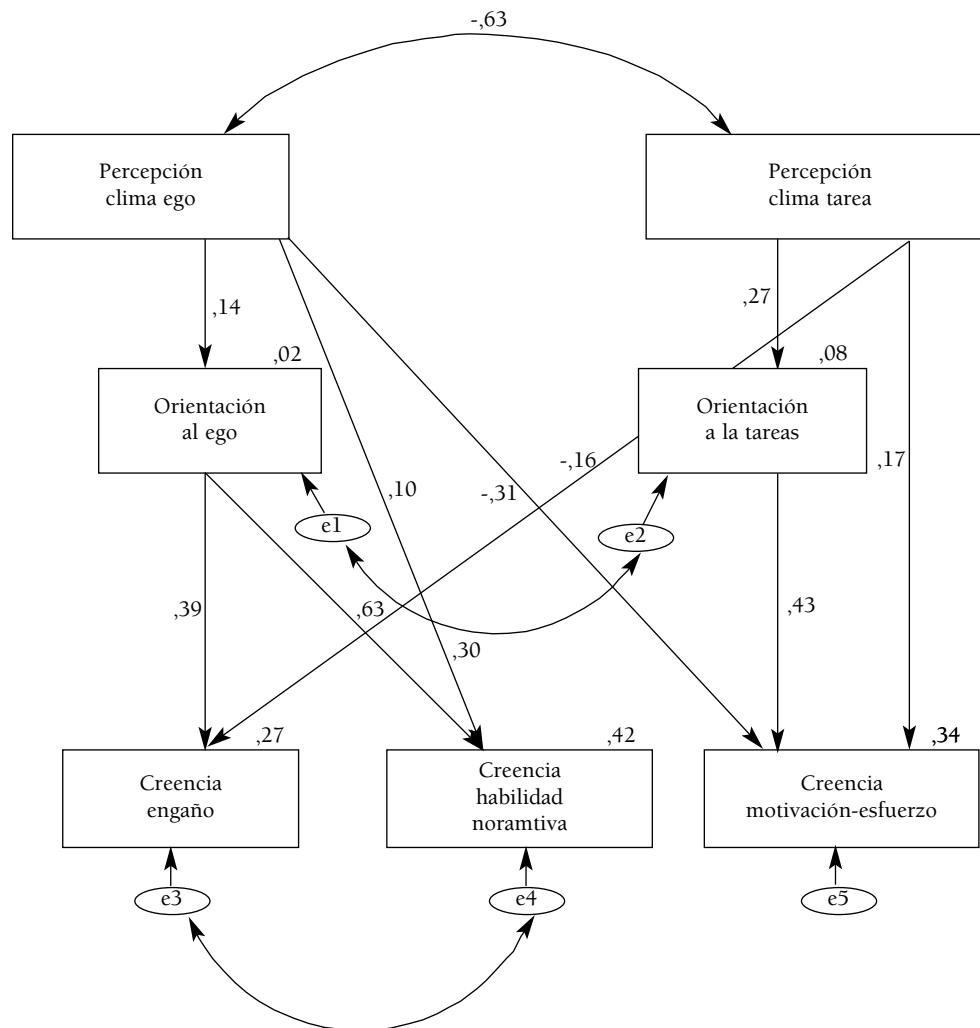 -,63
Percepción
clima ego
Percepción
clima tarea
,14
,27
,02
,08
Orientación
al ego
Orientación
a la tareas
-,16
,17
,10
-,31
e1
e2
,39
,63
,43
,30
,27
,42
,34
Creencia
engaño
Creencia
habilidad
noramtiva
Creencia
motivación-esfuerzo
e3
e4
e5